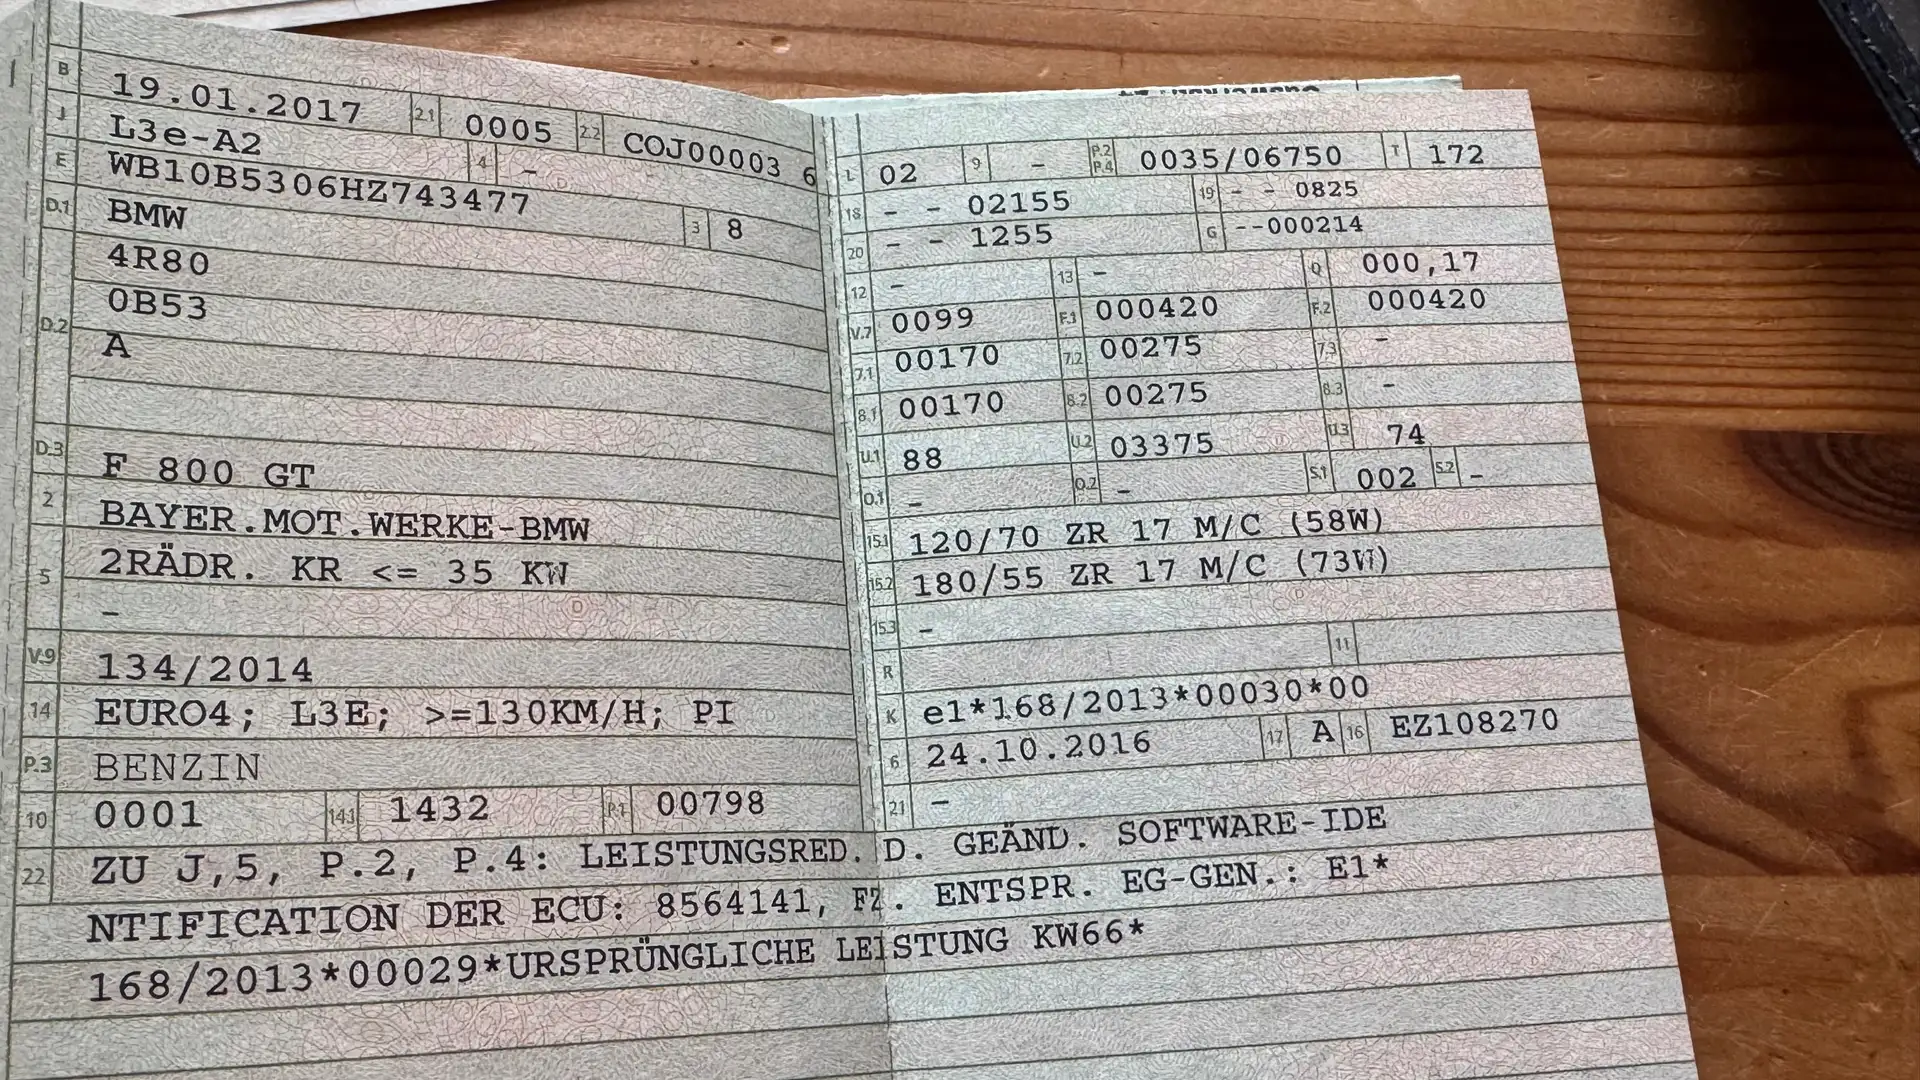 B 19.01.2017 2.1 0005 2.2 COJ00003 6
J L3e-A2 4 -
E WB10B5306HZ743477 3 8
D.1 BMW
D.2 4R80
0B53
A
D.3 F 800 GT
2 BAYER.MOT.WERKE-BMW
5 2RÄDR. KR <= 35 KW
-
V.9 134/2014
14 EURO4; L3E; >=130KM/H; PI
P.3 BENZIN
10 0001 14.1 1432 P.1 00798
L 02 9 - P.2 P.4 0035/06750 T 172
18 - - 02155 19 - - 0825
20 - - 1255 G --000214
12 - 13 - Q 000,17
V.7 0099 F.1 000420 F.2 000420
7.1 00170 7.2 00275 7.3 -
8.1 00170 8.2 00275 8.3 -
U.1 88 U.2 03375 U.3 74
O.1 - O.2 - S.1 002 S.2 -
15.1 120/70 ZR 17 M/C (58W)
15.2 180/55 ZR 17 M/C (73W)
15.3 -
R 11
K e1*168/2013*00030*00
6 24.10.2016 17 A 16 EZ108270
21 -
22 ZU J,5, P.2, P.4: LEISTUNGSRED. D. GEÄND. SOFTWARE-IDE
NTIFICATION DER ECU: 8564141, FZ. ENTSPR. EG-GEN.: E1*
168/2013*00029*URSPRÜNGLICHE LEISTUNG KW66*